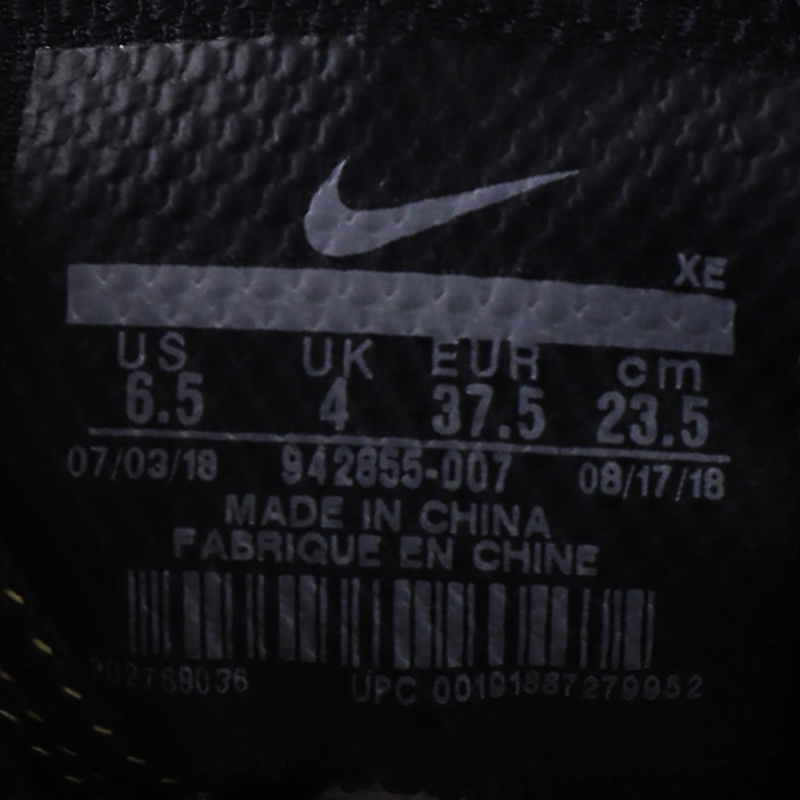 XE
US UK EUR cm
6.5 4 37.5 23.5
07/03/18 942855-007 08/17/18
MADE IN CHINA
FABRIQUE EN CHINE
UPC 00191887279952